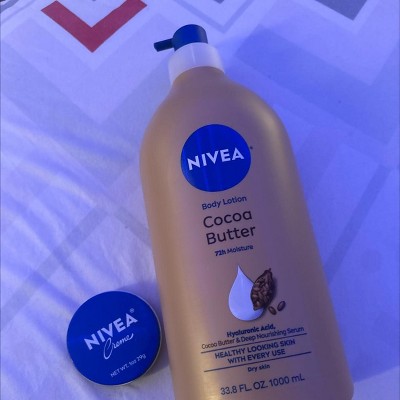 NIVEA
Body Lotion
Cocoa
Butter
72h Moisture
Hyaluronic Acid,
Cocoa Butter & Deep Nourishing Serum
HEALTHY LOOKING SKIN
WITH EVERY USE
Dry skin
33.8 FL. OZ. 1000 mL
NIVEA
Creme
NET WT. 1oz 29g